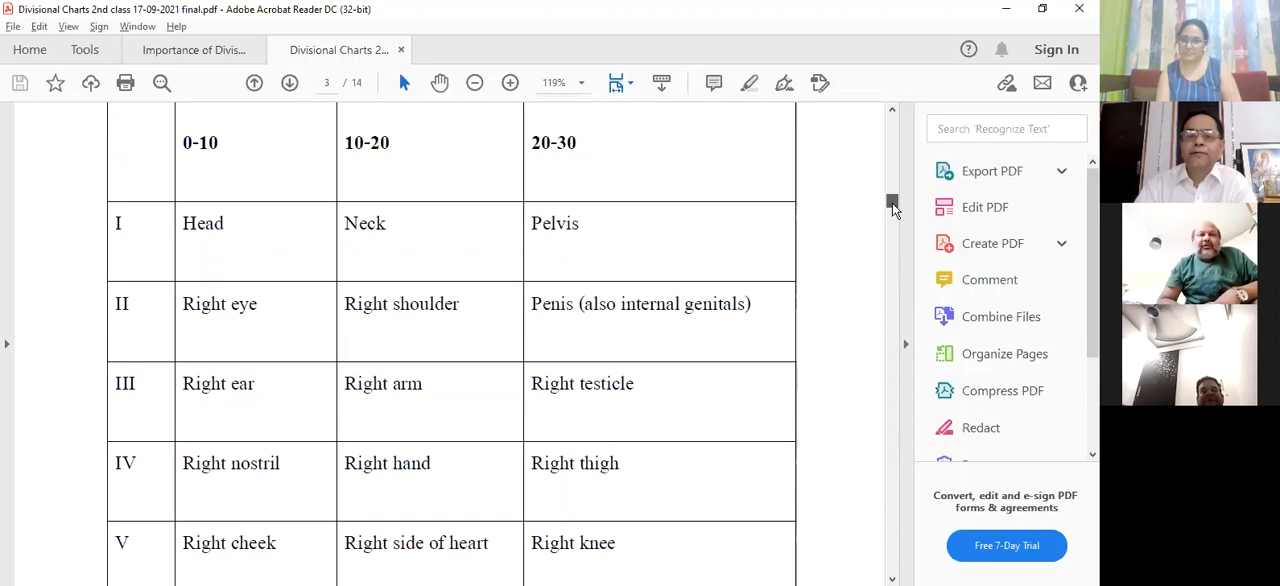 Divisional Charts 2nd class 17-09-2021 final.pdf - Adobe Acrobat Reader DC (32-bit)
File Edit View Sign Window Help
Home Tools Importance of Divis... Divisional Charts 2... × Sign In
3 / 14 119%
0-10 10-20 20-30
I Head Neck Pelvis
II Right eye Right shoulder Penis (also internal genitals)
III Right ear Right arm Right testicle
IV Right nostril Right hand Right thigh
V Right cheek Right side of heart Right knee
Search 'Recognize Text'
Export PDF
Edit PDF
Create PDF
Comment
Combine Files
Organize Pages
Compress PDF
Redact
Convert, edit and e-sign PDF
forms & agreements
Free 7-Day Trial